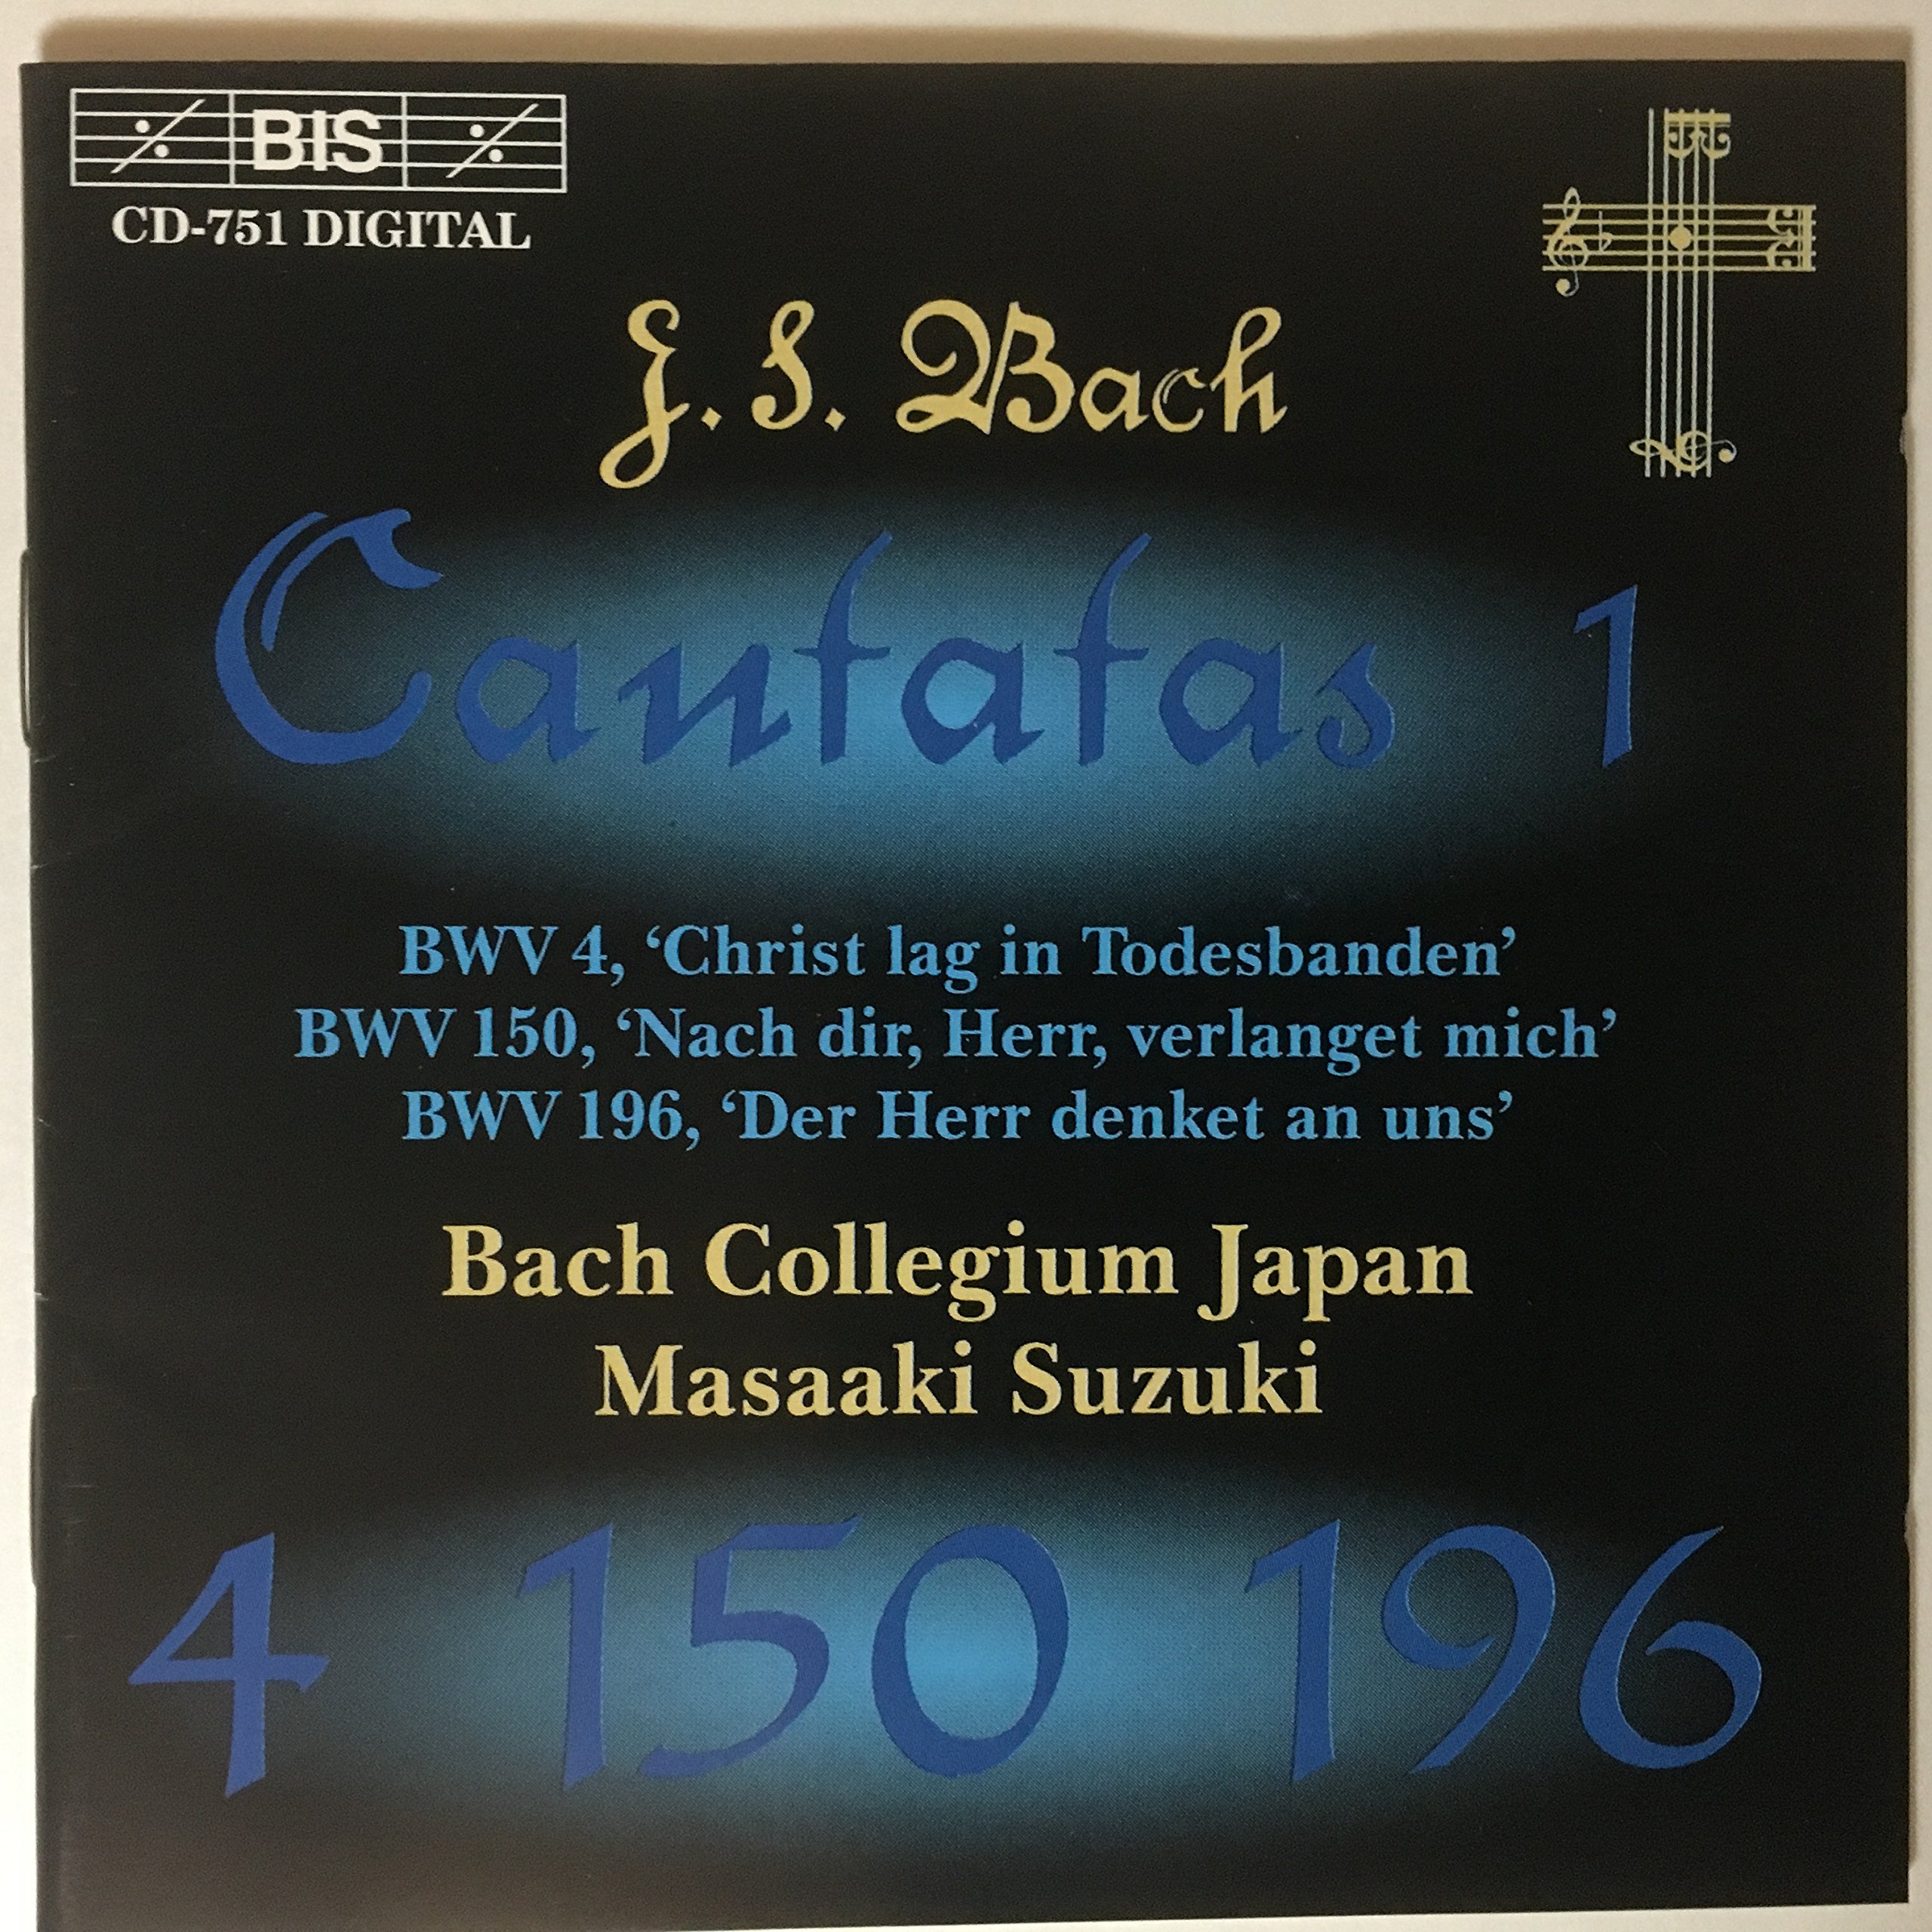 BIS
CD-751 DIGITAL
J. S. Bach
Cantatas 1
BWV 4, ‘Christ lag in Todesbanden’
BWV 150, ‘Nach dir, Herr, verlanget mich’
BWV 196, ‘Der Herr denket an uns’
Bach Collegium Japan
Masaaki Suzuki
4 150 196